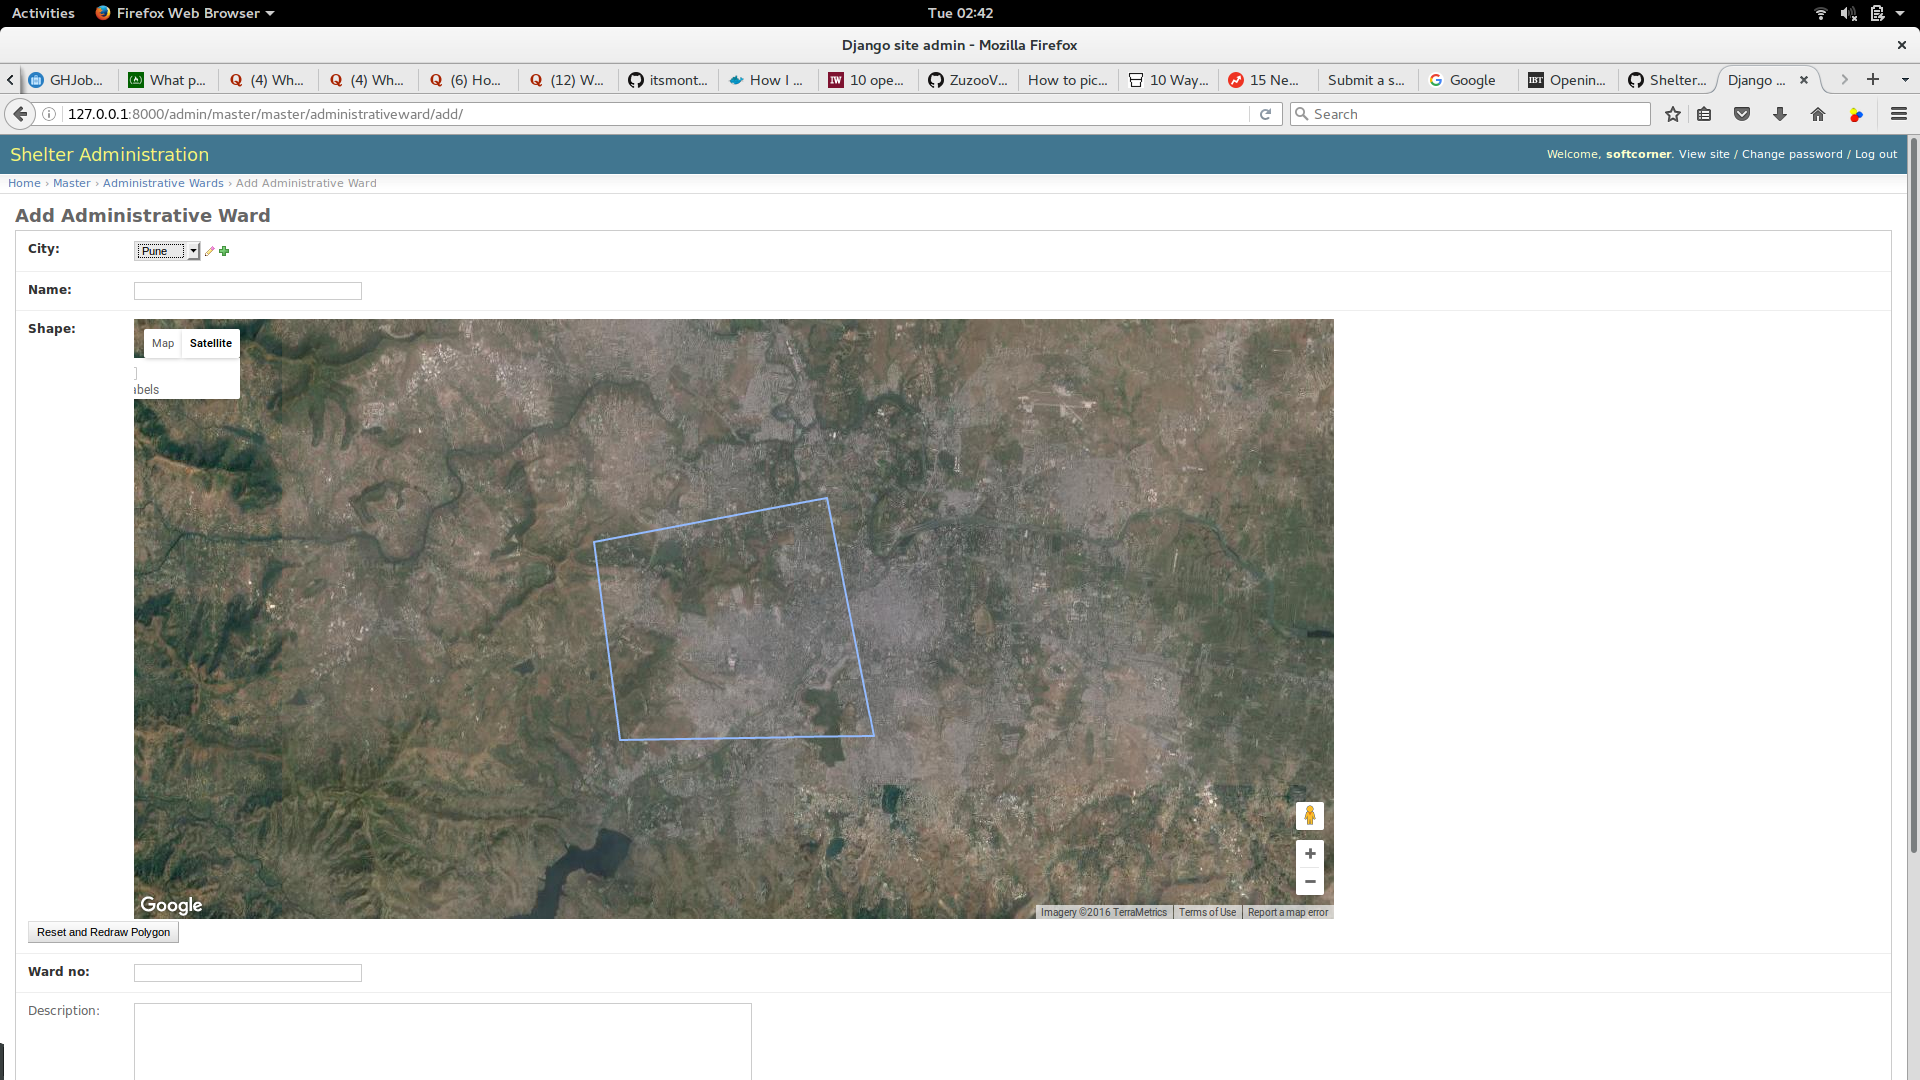 Activities Firefox Web Browser Tue 02:42
Django site admin - Mozilla Firefox
GHJob... What p... (4) Wh... (4) Wh... (6) Ho... (12) W... itsmont... How I ... 10 ope... ZuzooV... How to pic... 10 Way... 15 Ne... Submit a s... Google Openin... Shelter... Django ...
127.0.0.1:8000/admin/master/master/administrativeward/add/ Search
Shelter Administration Welcome, softcorner. View site / Change password / Log out
Home › Master › Administrative Wards › Add Administrative Ward
Add Administrative Ward
City: Pune
Name:
Shape:
Map Satellite
abels
Google Imagery ©2016 TerraMetrics Terms of Use Report a map error
Reset and Redraw Polygon
Ward no:
Description: